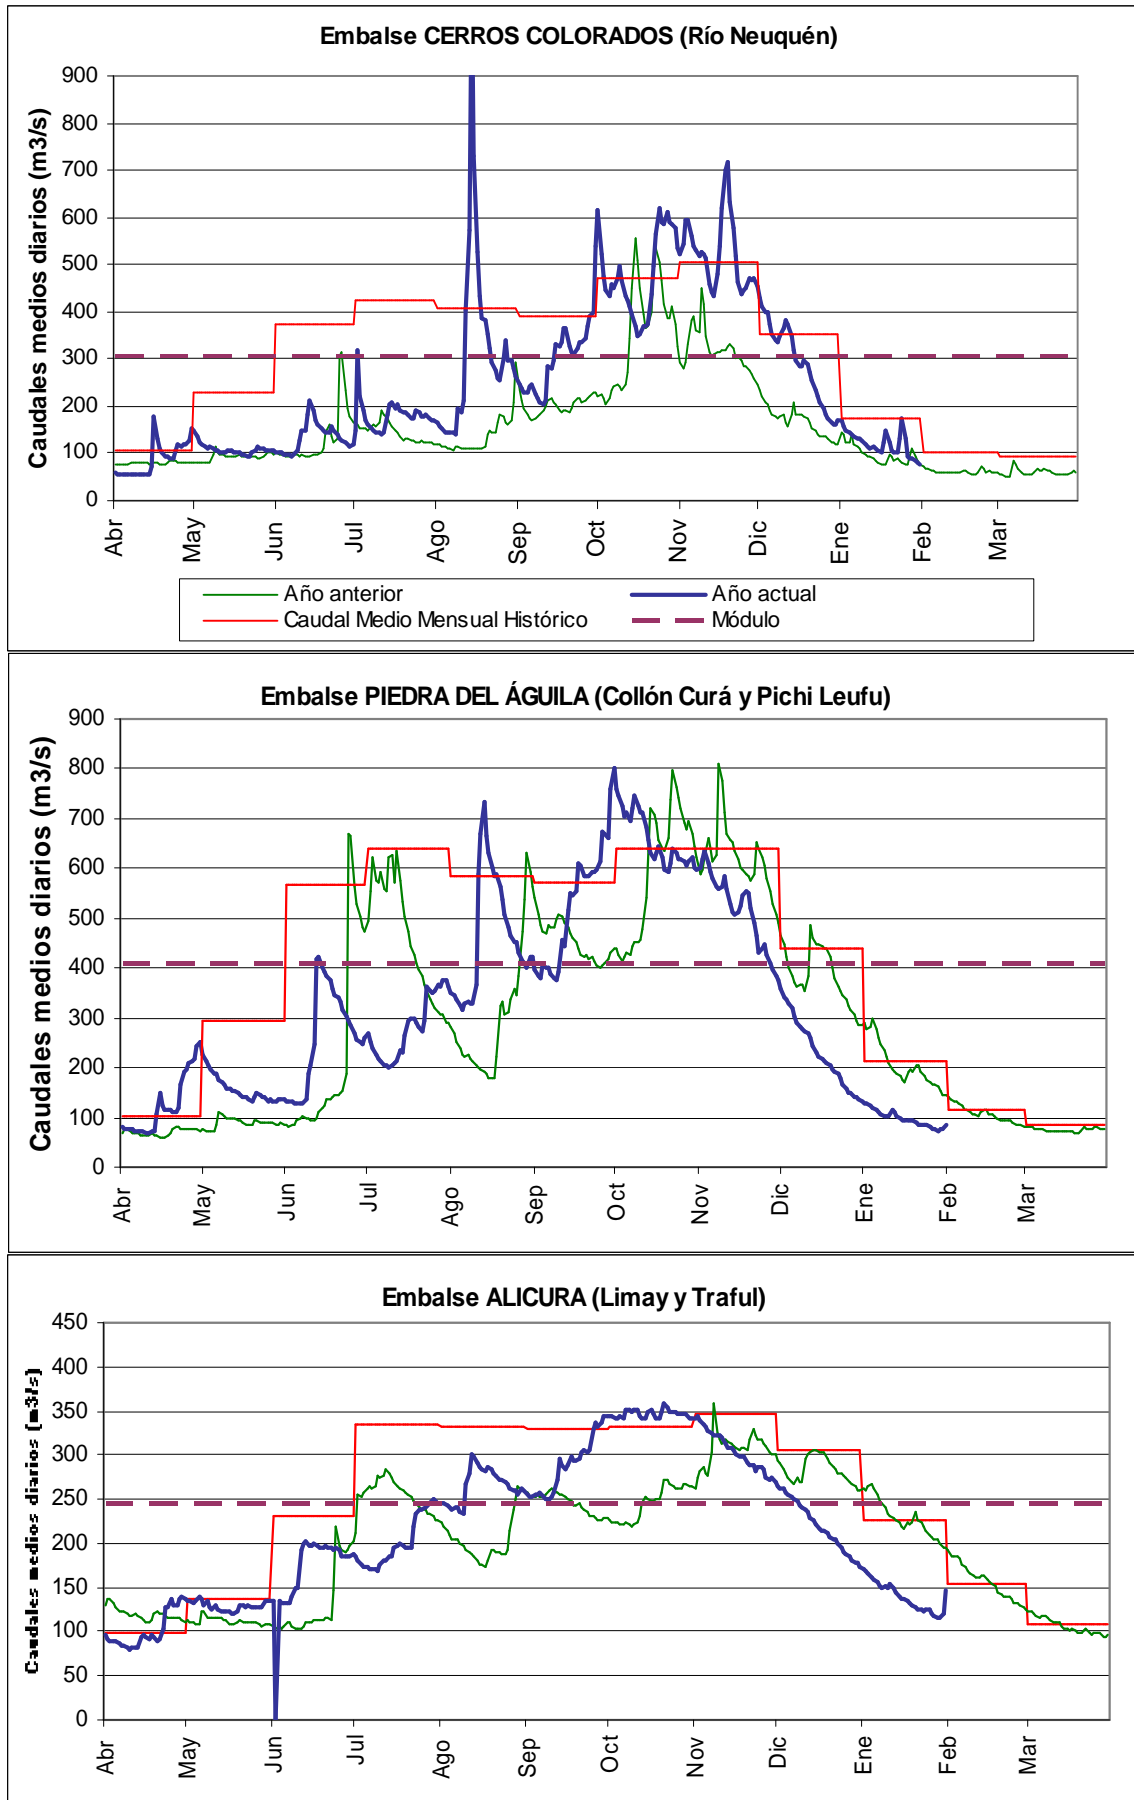 Embalse CERROS COLORADOS (Río Neuquén)
Caudales medios diarios (m3/s)
900
800
700
600
500
400
300
200
100
0
Abr May Jun Jul Ago Sep Oct Nov Dic Ene Feb Mar
Año anterior Año actual
Caudal Medio Mensual Histórico Módulo
Embalse PIEDRA DEL ÁGUILA (Collón Curá y Pichi Leufu)
Caudales medios diarios (m3/s)
900
800
700
600
500
400
300
200
100
0
Abr May Jun Jul Ago Sep Oct Nov Dic Ene Feb Mar
Embalse ALICURA (Limay y Traful)
Caudales medios diarios (m3/s)
450
400
350
300
250
200
150
100
50
0
Abr May Jun Jul Ago Sep Oct Nov Dic Ene Feb Mar